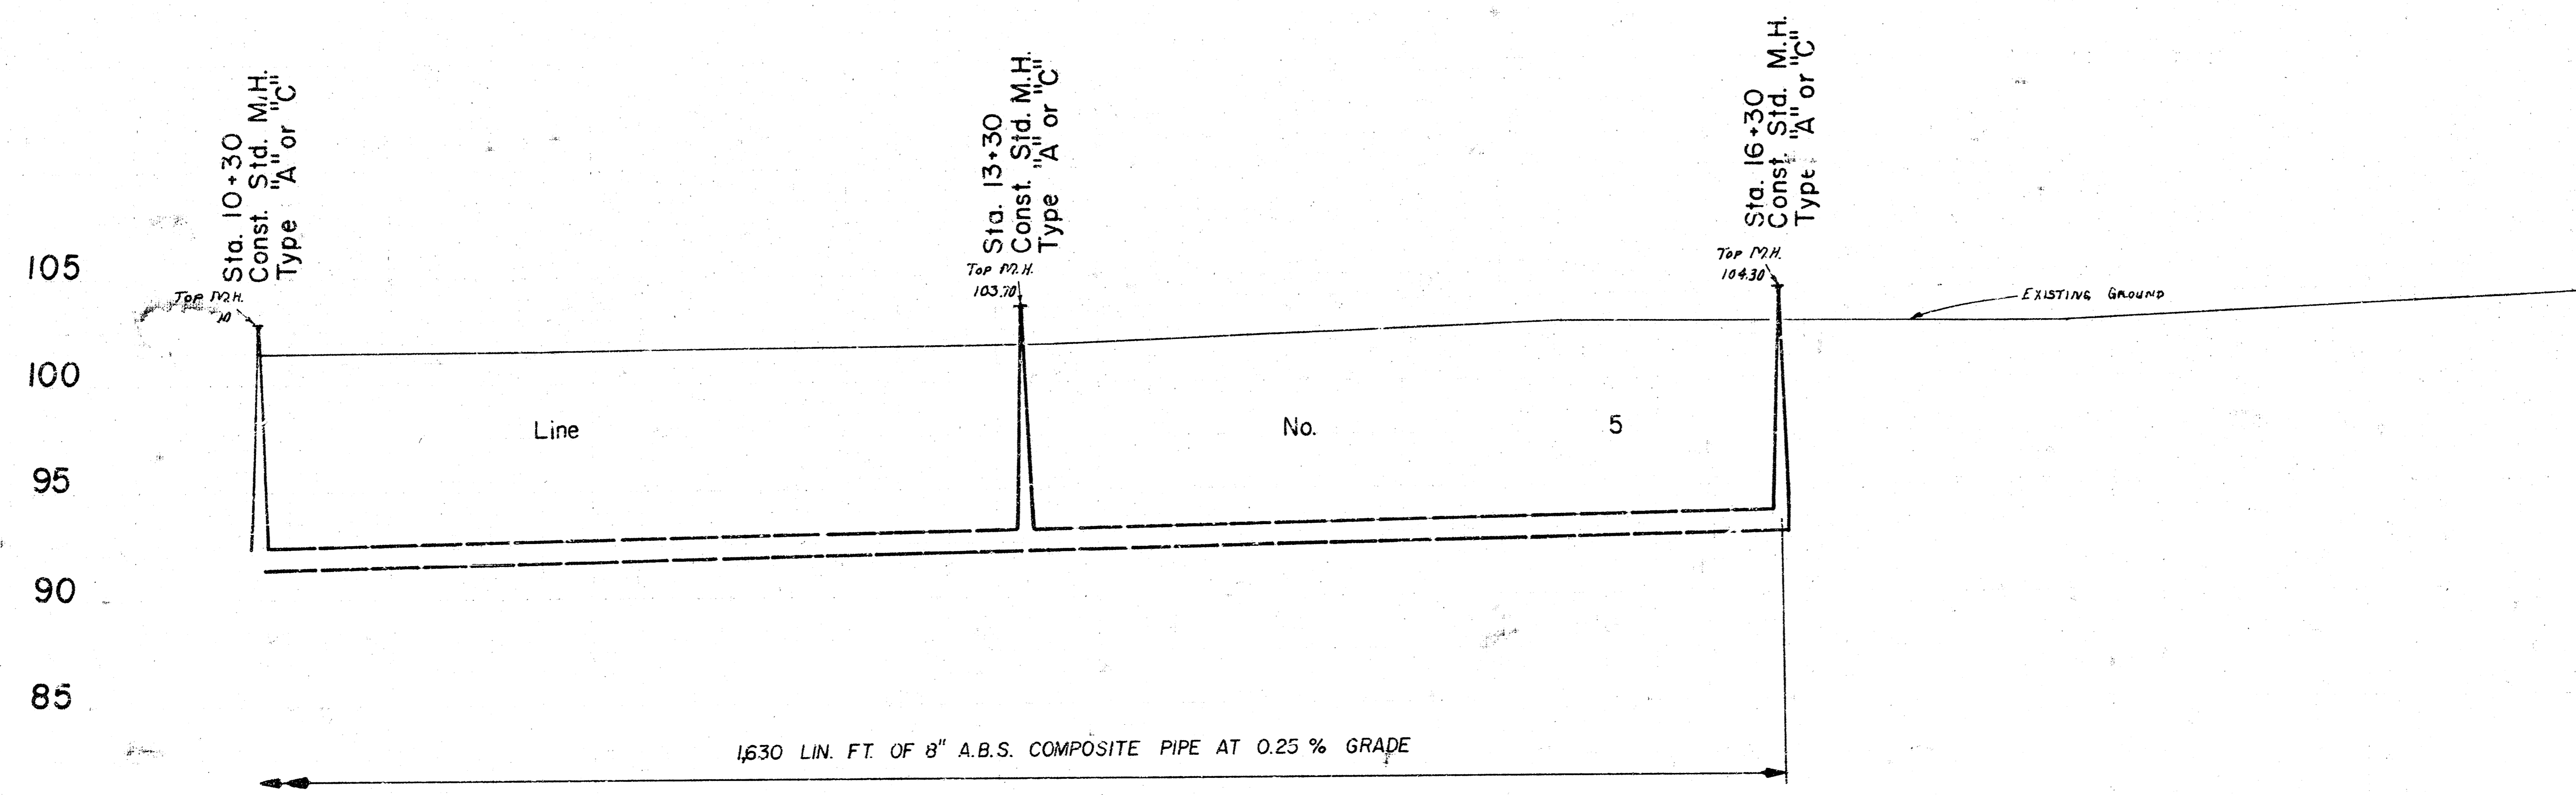 Sta. 10+30
Const. Std. M.H.
Type "A" or "C"
Sta. 13+30
Const. Std. M.H.
Type "A" or "C"
Sta. 16+30
Const. Std. M.H.
Type "A" or "C"
TOP M.H.
TOP M.H.
103.70
TOP M.H.
104.30
EXISTING GROUND
105
100
95
90
85
Line No. 5
1,630 LIN. FT. OF 8" A.B.S. COMPOSITE PIPE AT 0.25 % GRADE